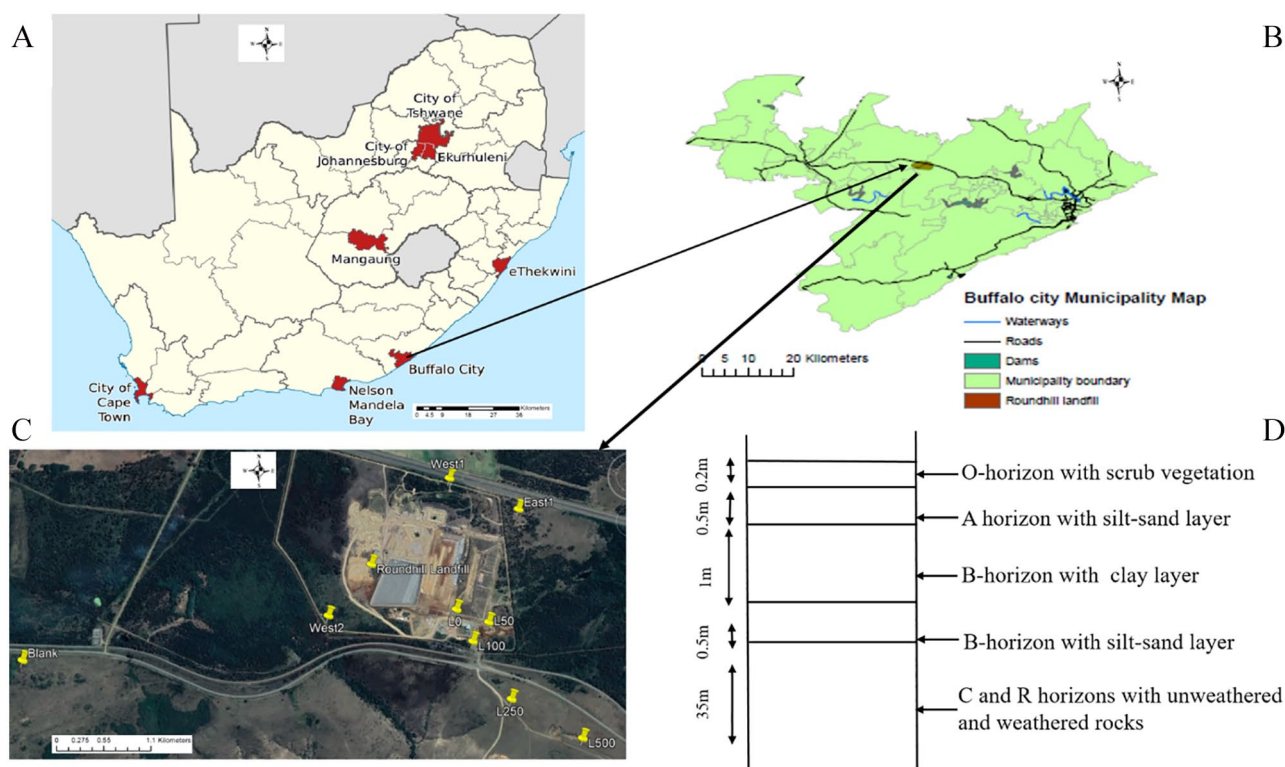 A
N
W E
S
City of
Tshwane
City of
Johannesburg
Ekurhuleni
Mangaung
eThekwini
Buffalo City
City of
Cape
Town
Nelson
Mandela
Bay
Kilometers
0 4.5 9 18 27 36
B
N
W E
S
Buffalo city Municipality Map
Waterways
Roads
Dams
Municipality boundary
Roundhill landfill
0 5 10 20 Kilometers
C
N
W E
S
West1
East1
Roundhill Landfill
L0
L50
West2
L100
Blank
L250
L500
0 0.275 0.55 1.1
Kilometers
D
0.2m
O-horizon with scrub vegetation
0.5m
A horizon with silt-sand layer
1m
B-horizon with clay layer
0.5m
B-horizon with silt-sand layer
35m
C and R horizons with unweathered
and weathered rocks